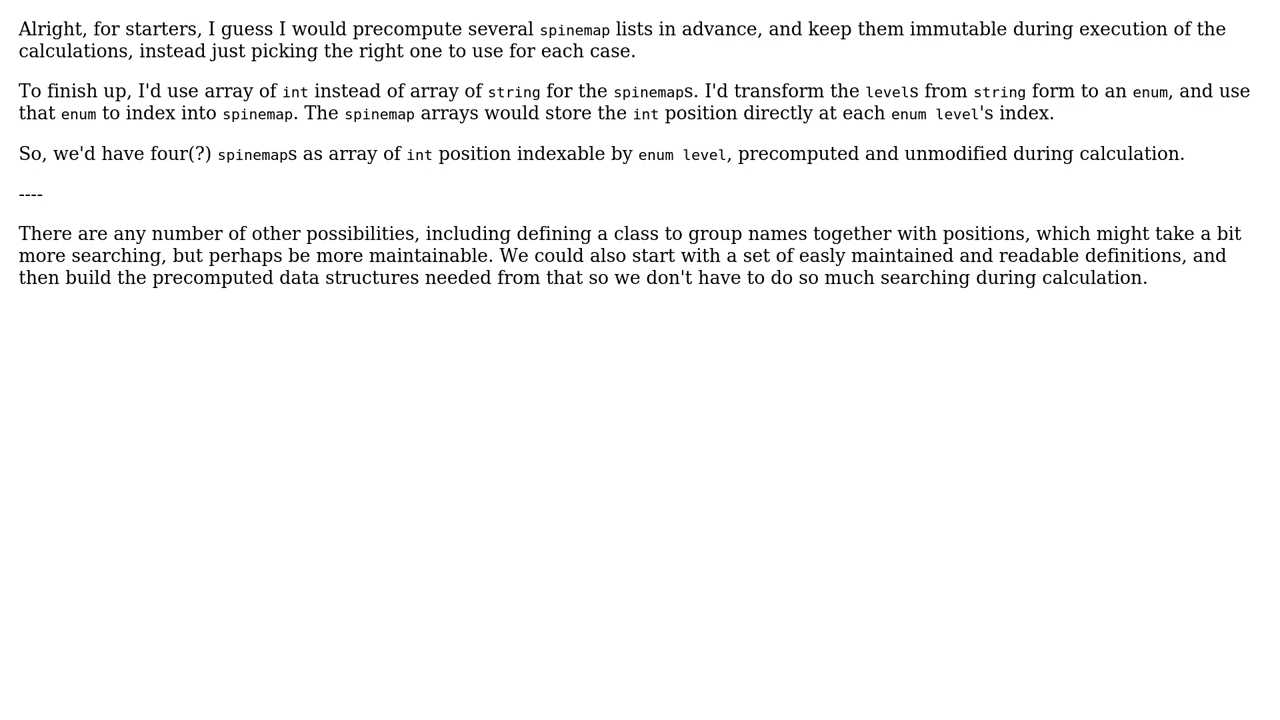 Alright, for starters, I guess I would precompute several spinemap lists in advance, and keep them immutable during execution of the
calculations, instead just picking the right one to use for each case.
To finish up, I'd use array of int instead of array of string for the spinemaps. I'd transform the levels from string form to an enum, and use
that enum to index into spinemap. The spinemap arrays would store the int position directly at each enum level's index.
So, we'd have four(?) spinemaps as array of int position indexable by enum level, precomputed and unmodified during calculation.
----
There are any number of other possibilities, including defining a class to group names together with positions, which might take a bit
more searching, but perhaps be more maintainable. We could also start with a set of easly maintained and readable definitions, and
then build the precomputed data structures needed from that so we don't have to do so much searching during calculation.